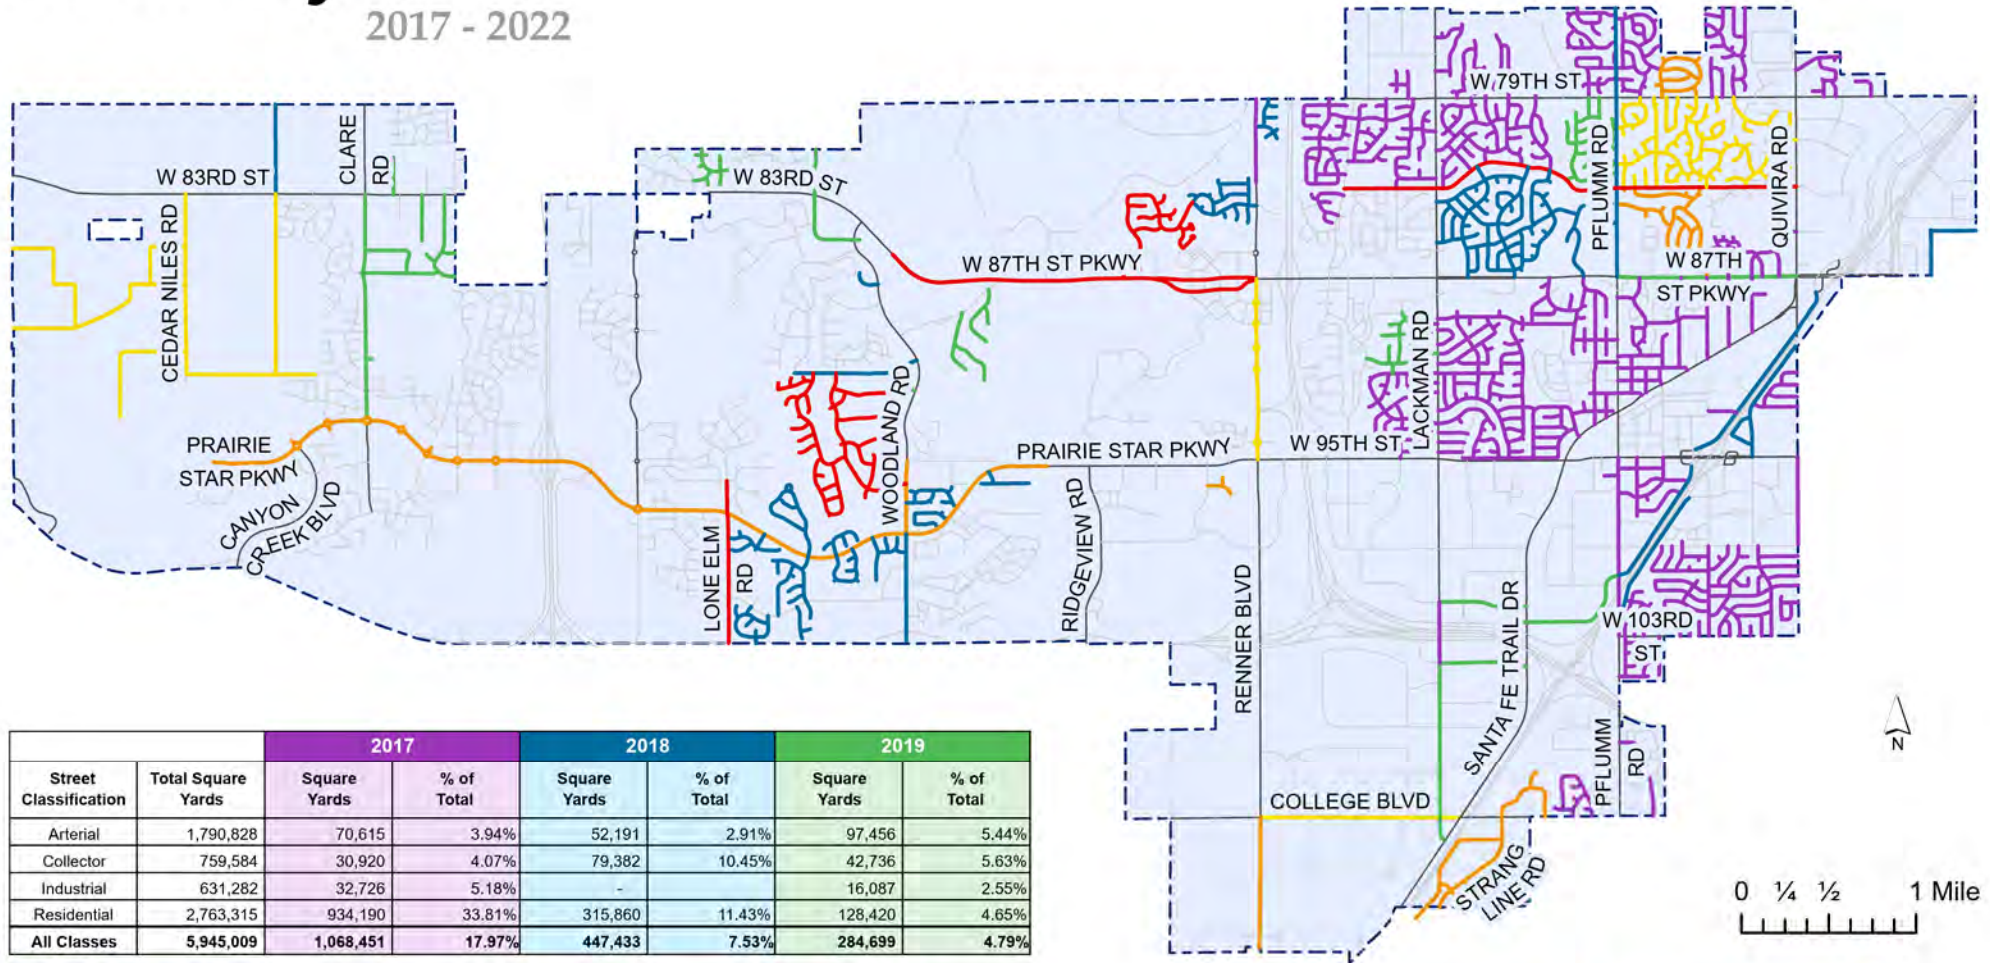 2017 - 2022
W 79TH ST
CLARE
RD
PFLUMM RD
QUIVIRA RD
W 83RD ST
W 83RD ST
CEDAR NILES RD
W 87TH ST PKWY
W 87TH
ST PKWY
LACKMAN RD
WOODLAND RD
PRAIRIE
STAR PKWY
PRAIRIE STAR PKWY
W 95TH ST
CANYON
CREEK BLVD
LONE ELM
RD
RIDGEVIEW RD
RENNER BLVD
SANTA FE TRAIL DR
W 103RD
ST
PFLUMM
RD
COLLEGE BLVD
STRANG
LINE RD
N
0 ¼ ½ 1 Mile
2017 2018 2019
Street Classification Total Square Yards Square Yards % of Total Square Yards % of Total Square Yards % of Total
Arterial 1,790,828 70,615 3.94% 52,191 2.91% 97,456 5.44%
Collector 759,584 30,920 4.07% 79,382 10.45% 42,736 5.63%
Industrial 631,282 32,726 5.18% - 16,087 2.55%
Residential 2,763,315 934,190 33.81% 315,860 11.43% 128,420 4.65%
All Classes 5,945,009 1,068,451 17.97% 447,433 7.53% 284,699 4.79%